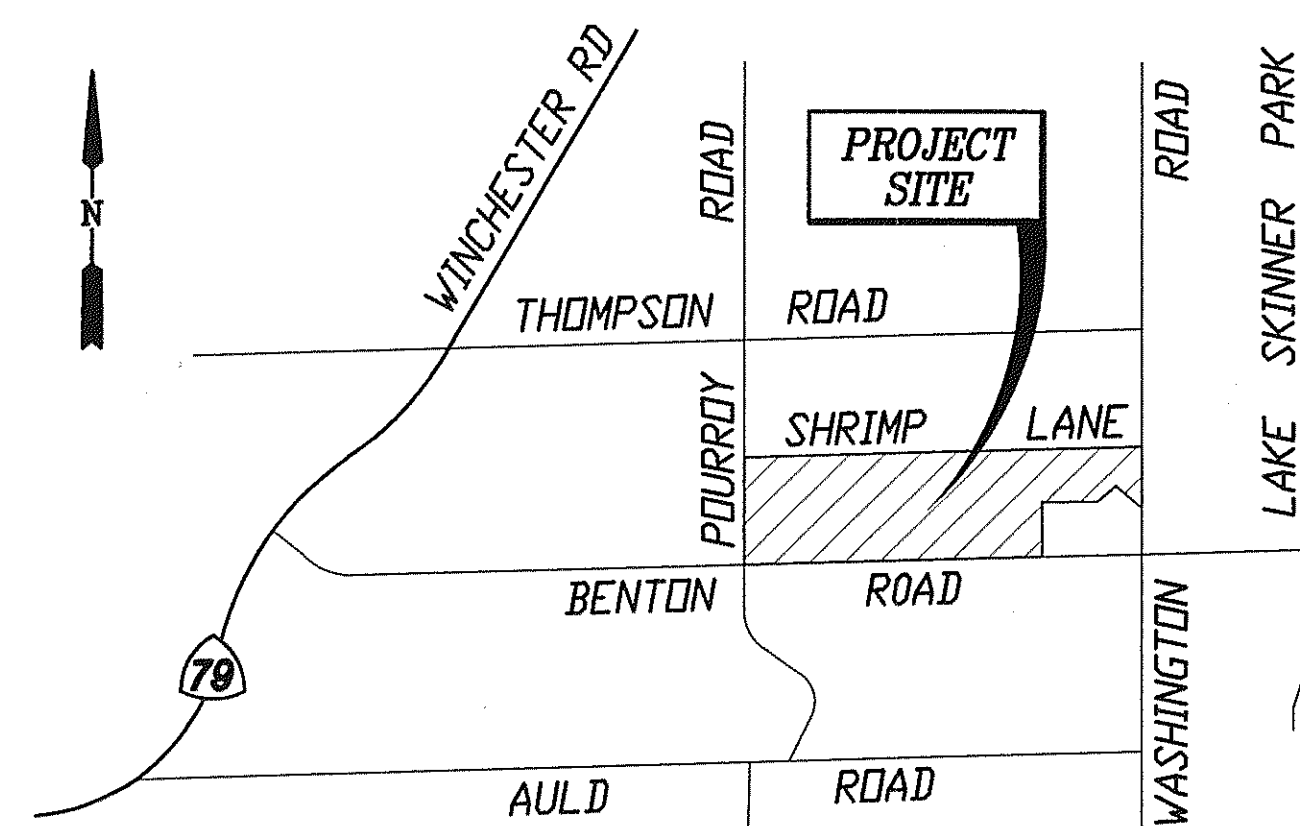 WINCHESTER RD
ROAD
PROJECT
SITE
ROAD
LAKE SKINNER PARK
N
THOMPSON ROAD
POURROY
SHRIMP LANE
BENTON ROAD
79
WASHINGTON
AULD ROAD